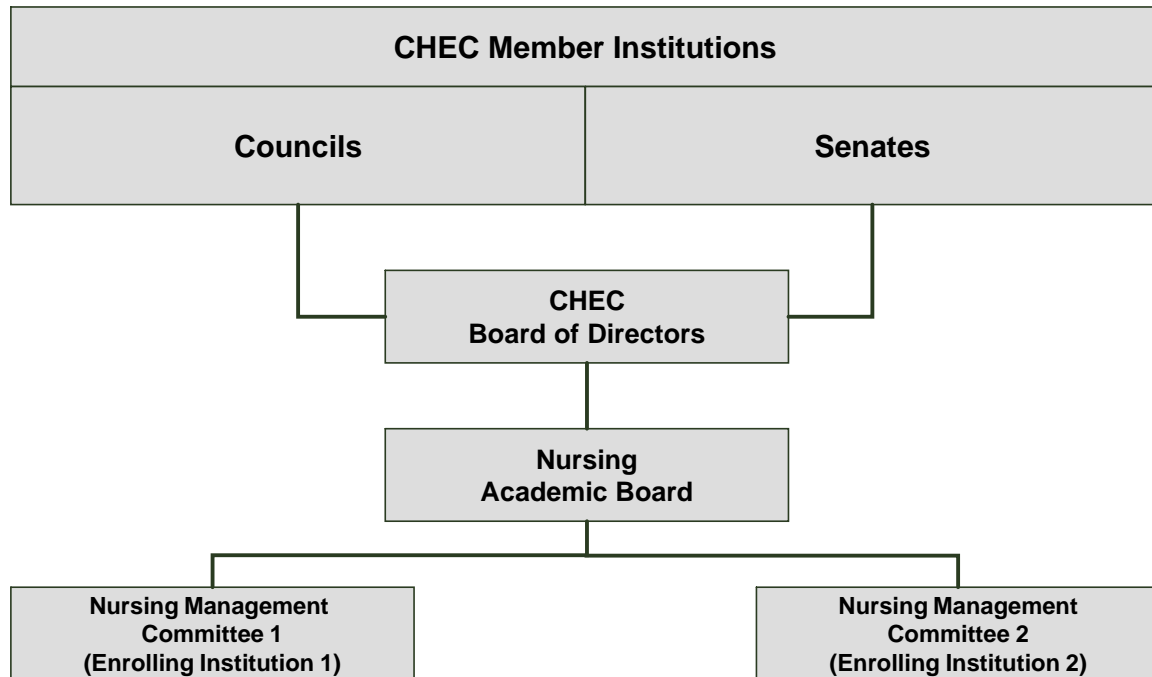 CHEC Member Institutions
Councils
Senates
CHEC
Board of Directors
Nursing
Academic Board
Nursing Management
Committee 1
(Enrolling Institution 1)
Nursing Management
Committee 2
(Enrolling Institution 2)